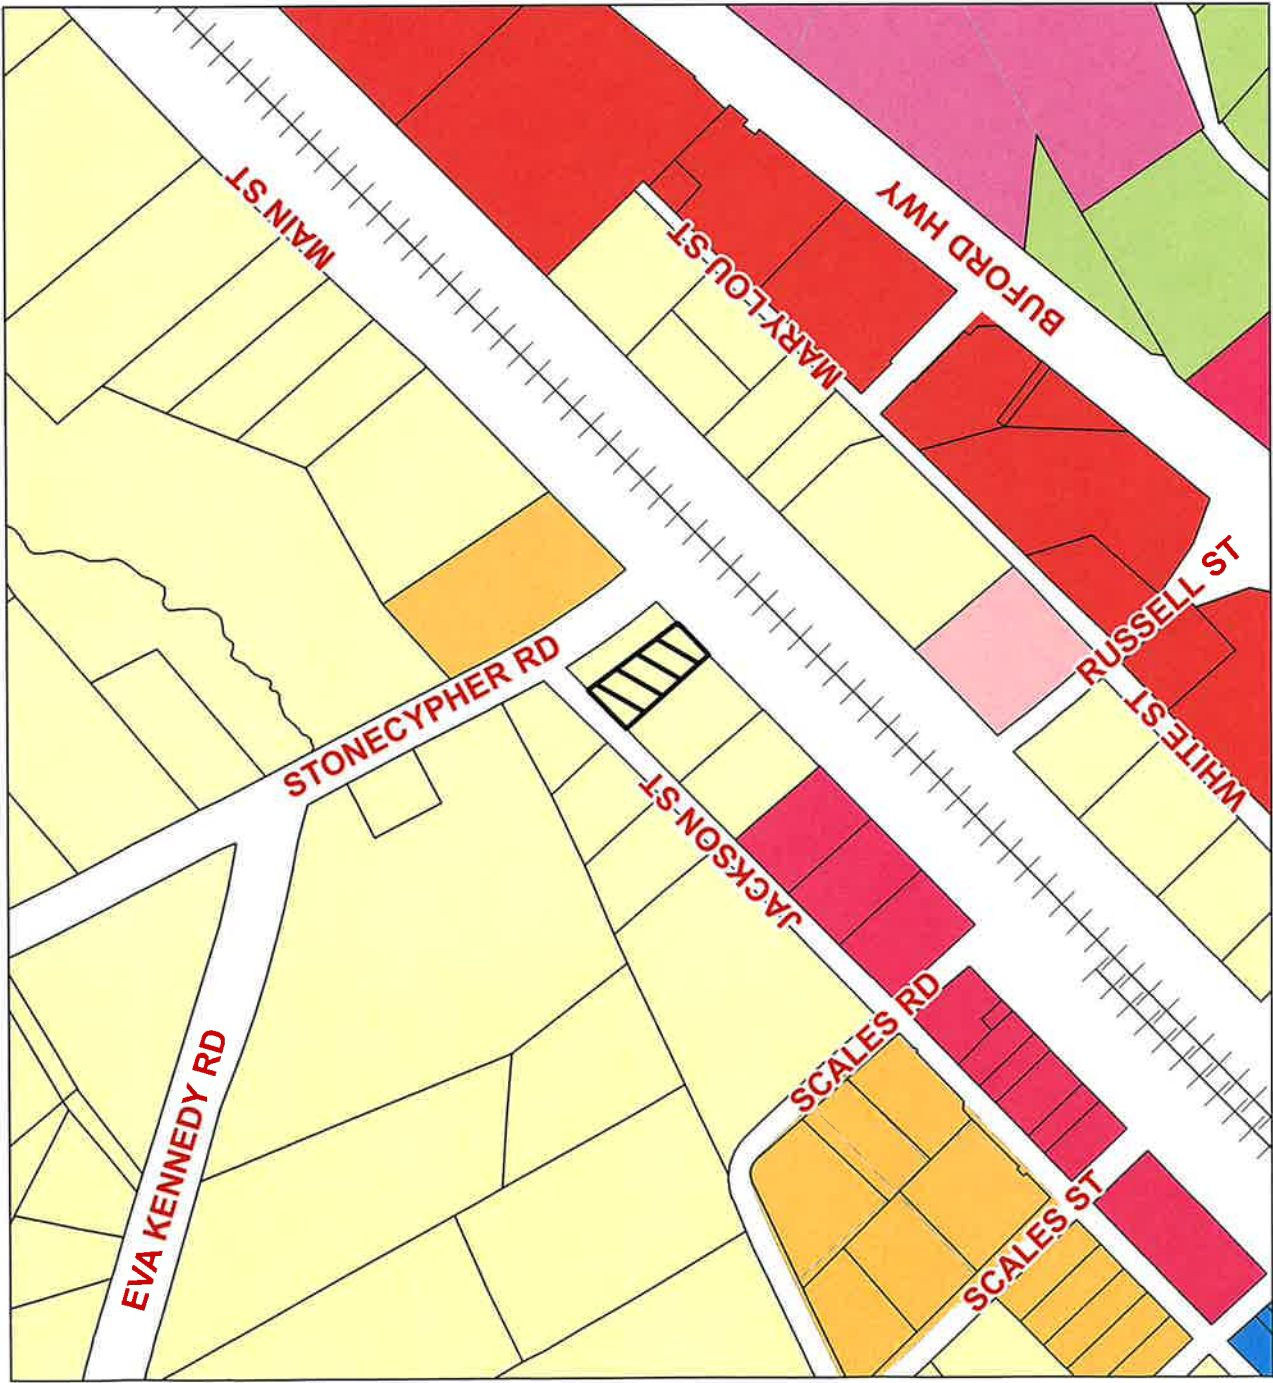 MAIN ST
BUFORD HWY
MARY LOU ST
RUSSELL ST
STONECYPHER RD
WHITE ST
JACKSON ST
SCALES RD
EVA KENNEDY RD
SCALES ST